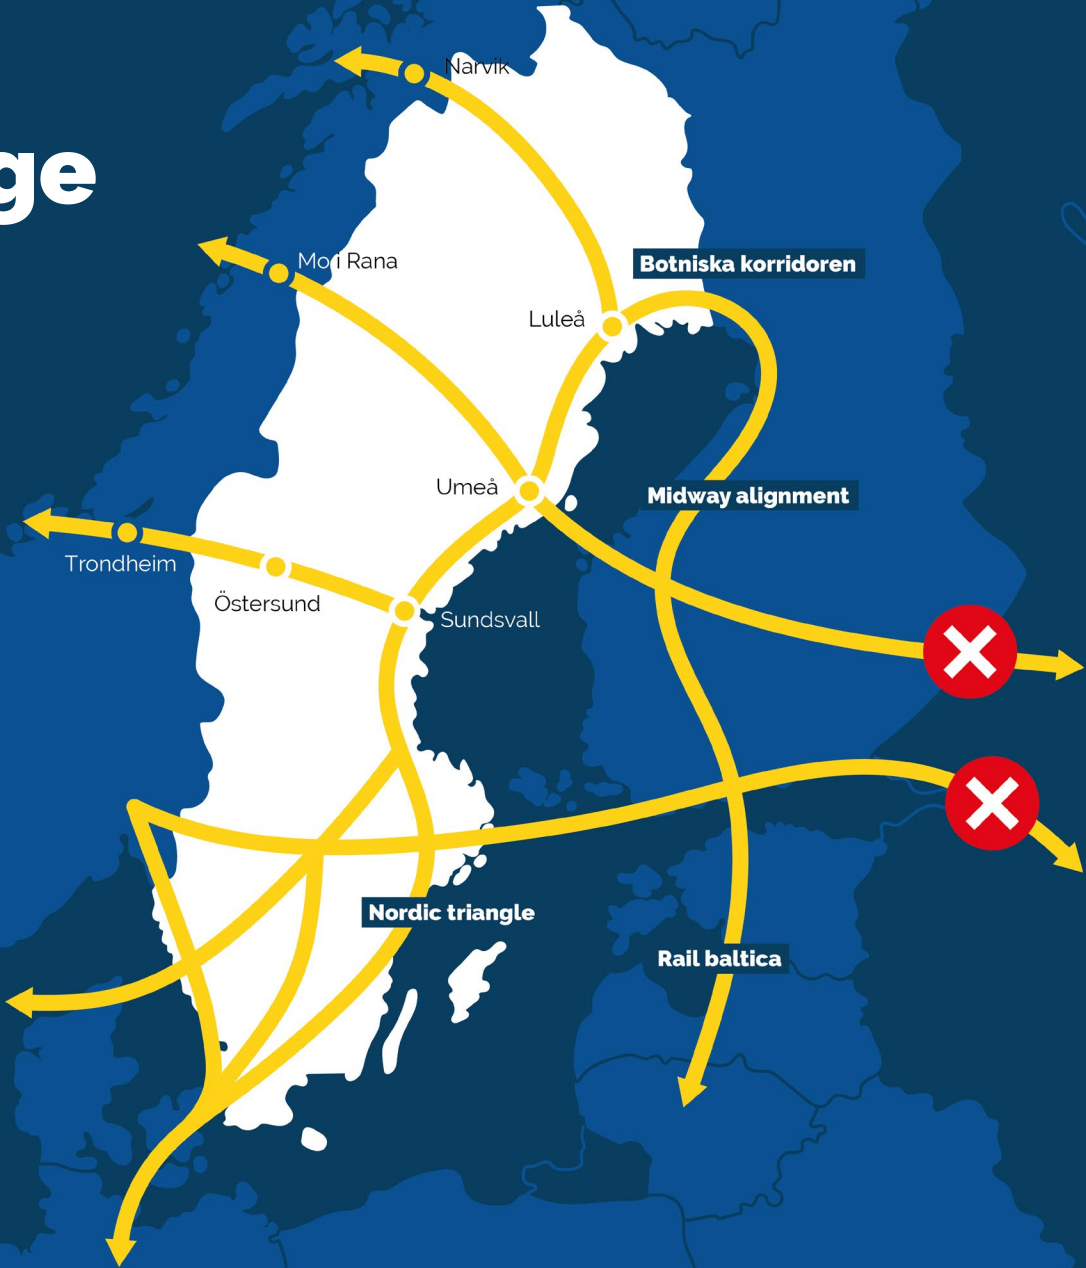 ge
Narvik
Mo i Rana
Botniska korridoren
Luleå
Umeå
Midway alignment
Trondheim
Östersund
Sundsvall
Nordic triangle
Rail baltica